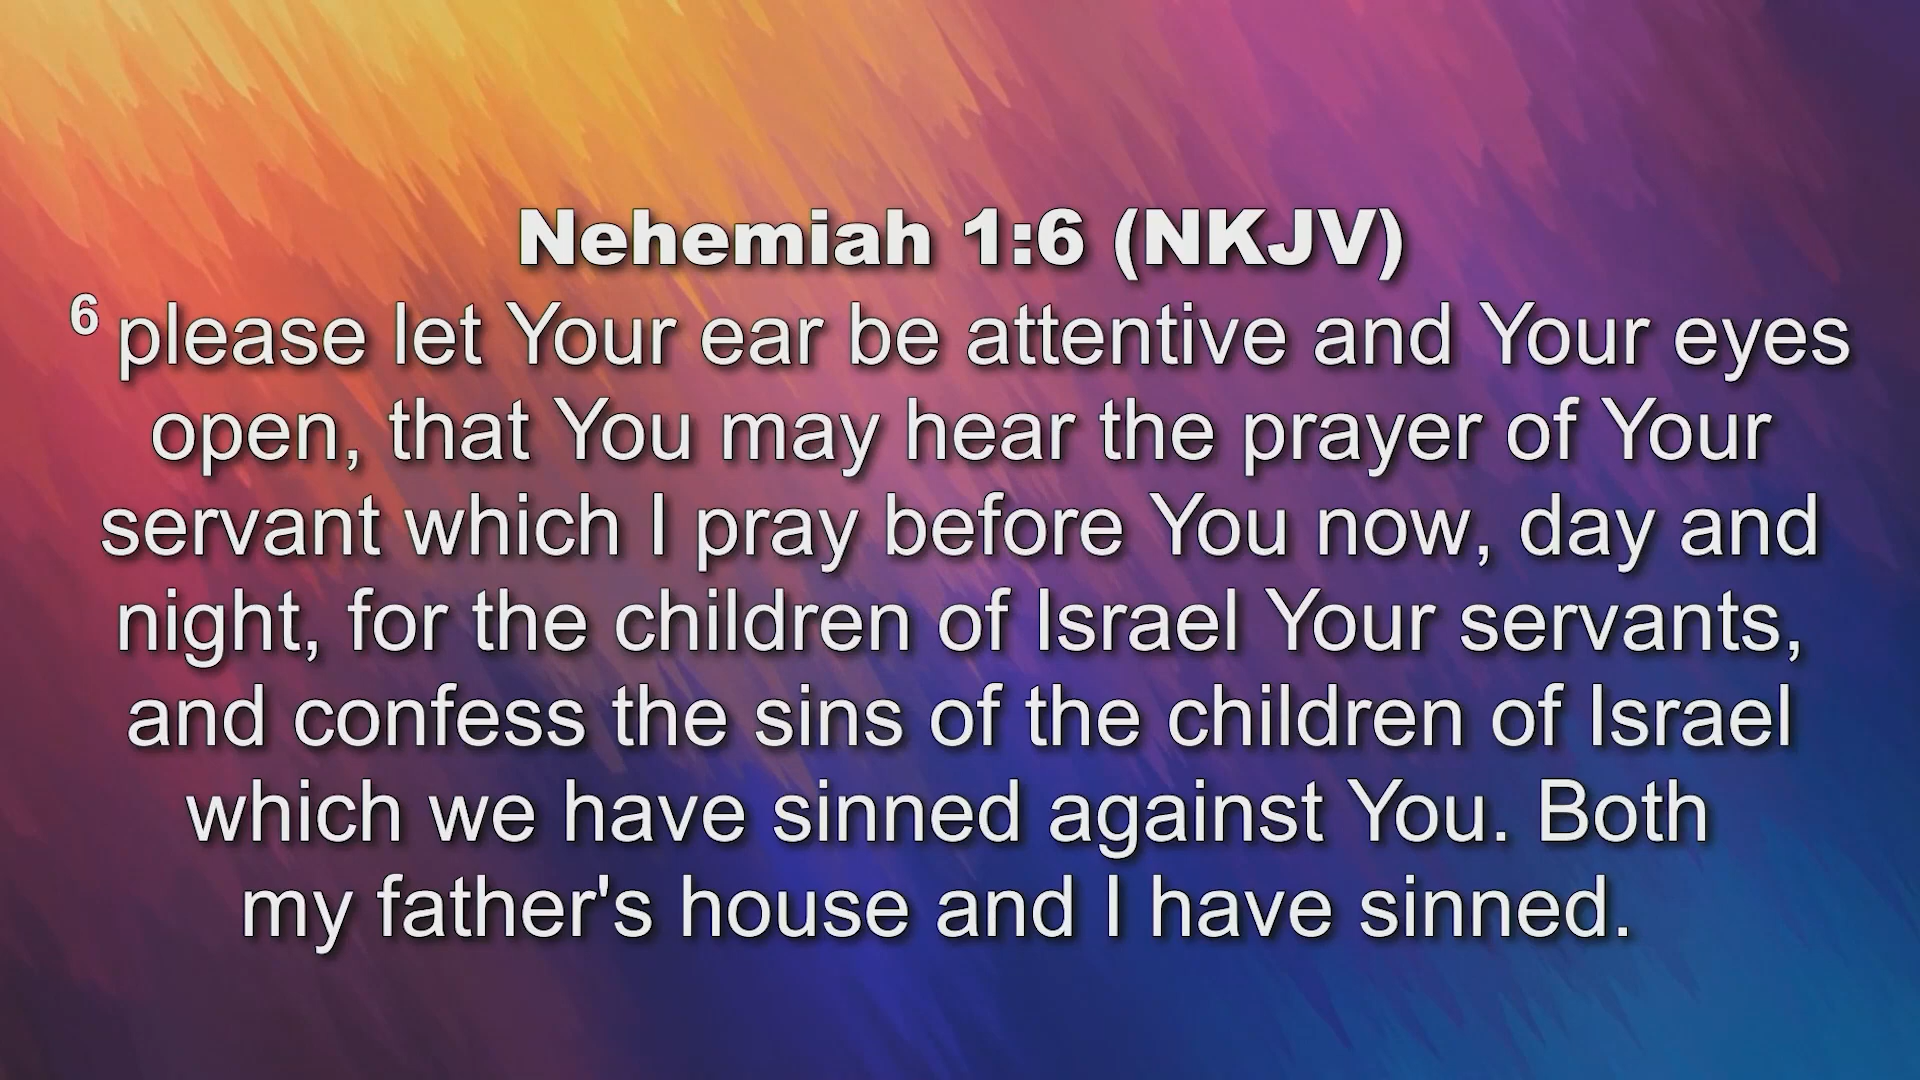 Nehemiah 1:6 (NKJV)
6 please let Your ear be attentive and Your eyes
open, that You may hear the prayer of Your
servant which I pray before You now, day and
night, for the children of Israel Your servants,
and confess the sins of the children of Israel
which we have sinned against You. Both
my father's house and I have sinned.